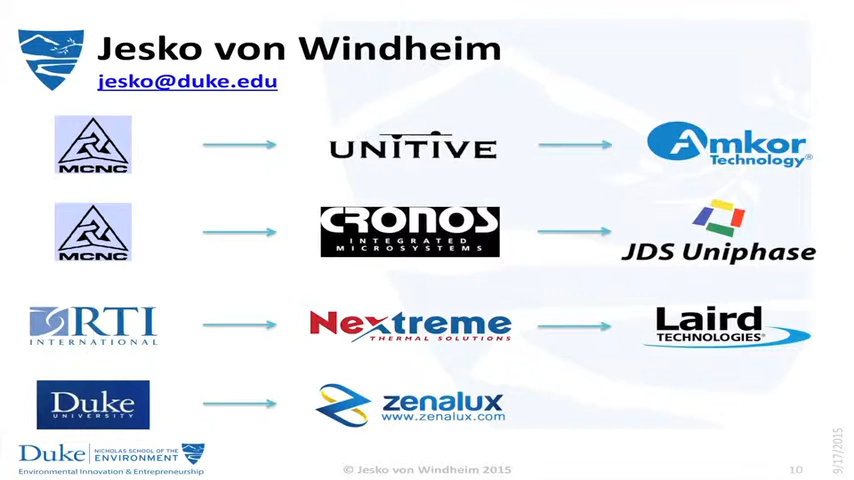 Jesko von Windheim
jesko@duke.edu
MCNC
UNITIVE
Amkor
Technology®
MCNC
CRONOS
INTEGRATED
MICROSYSTEMS
JDS Uniphase
RTI
INTERNATIONAL
Nextreme
THERMAL SOLUTIONS
Laird
TECHNOLOGIES®
Duke
UNIVERSITY
zenalux
www.zenalux.com
Duke
NICHOLAS SCHOOL OF THE
ENVIRONMENT
Environmental Innovation & Entrepreneurship
© Jesko von Windheim 2015
10
9/17/2015